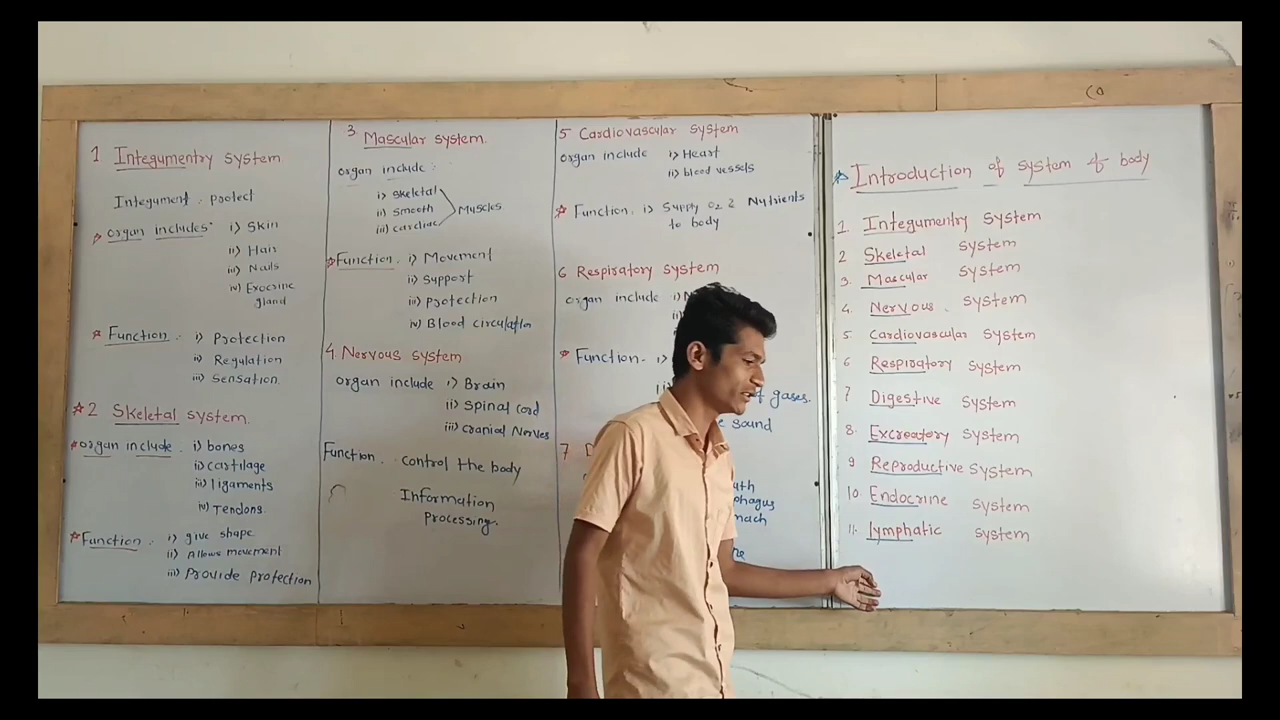 1 Integumentry system
Integument : protect
organ includes: i) Skin
ii) Hair
iii) Nails
iv) Exocrine
gland
Function : i) Protection
ii) Regulation
iii) Sensation.
2 Skeletal system.
organ include. i) bones
ii) cartilage
iii) ligaments
iv) Tendons.
Function : i) give shape
ii) Allows movement
iii) Provide protection
3 Mascular system.
organ include :
i) skeletal
ii) smooth
iii) cardiac
Muscles
Function. i) Movement
ii) Support
iii) Protection
iv) Blood circulation
4. Nervous system
organ include i) Brain
ii) Spinal cord
iii) cranial Nerves
Function. control the body
Information
Processing.
5 Cardiovascular system
organ include i) Heart
ii) blood vessels
Function. i) Supply O2 & Nutrients
to body
6 Respiratory system
organ include i)
Function - i)
of gases.
sound
7
Introduction of system of body
1. Integumentry system
2 Skeletal system
3. Mascular system
4. Nervous. system
5. Cardiovascular system
6 Respiratory system
7 Digestive system
8. Excreatory system
9 Reproductive system
10 Endocrine system
11. lymphatic system